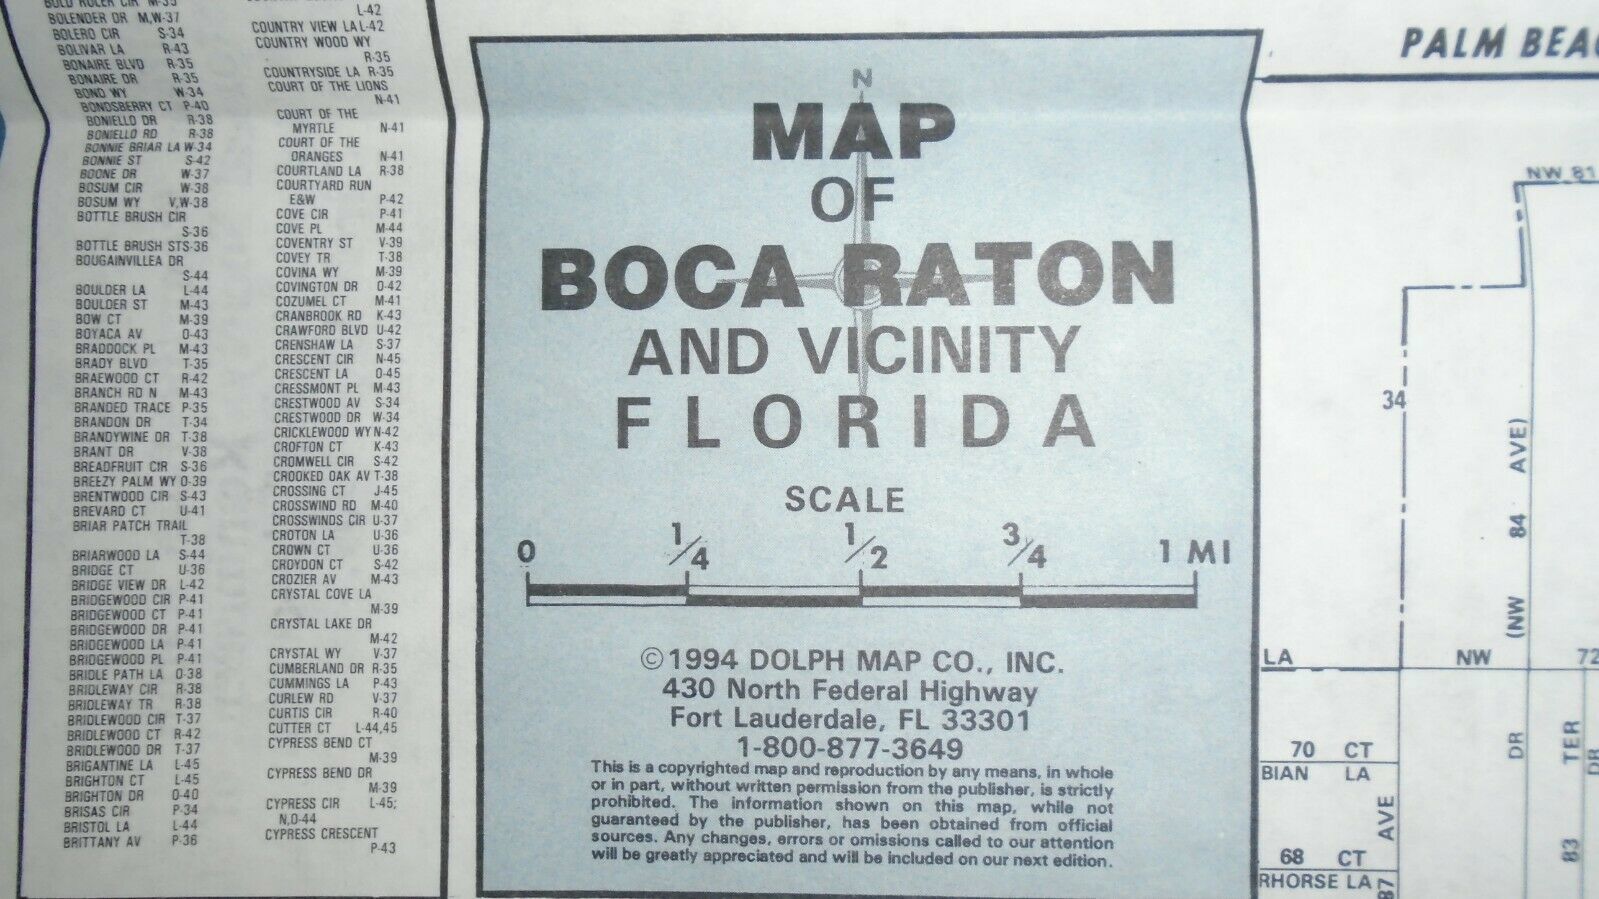 BOLD RULER CIR M-35
BOLENDER DR M,W-37
BOLERO CIR S-34
BOLIVAR LA R-43
BONAIRE BLVD R-35
BONAIRE DR R-35
BOND WY W-34
BONDSBERRY CT P-40
BONIELLO DR R-38
BONIELLO RD R-38
BONNIE BRIAR LA W-34
BONNIE ST S-42
BOONE DR W-37
BOSUM CIR W-38
BOSUM WY V,W-38
BOTTLE BRUSH CIR
S-36
BOTTLE BRUSH ST S-36
BOUGAINVILLEA DR
S-44
BOULDER LA L-44
BOULDER ST M-43
BOW CT M-39
BOYACA AV O-43
BRADDOCK PL M-43
BRADY BLVD T-35
BRAEWOOD CT R-42
BRANCH RD N M-43
BRANDED TRACE P-35
BRANDON DR T-34
BRANDYWINE DR T-38
BRANT DR V-38
BREADFRUIT CIR S-36
BREEZY PALM WY O-39
BRENTWOOD CIR S-43
BREVARD CT U-41
BRIAR PATCH TRAIL
T-38
BRIARWOOD LA S-44
BRIDGE CT U-36
BRIDGE VIEW DR L-42
BRIDGEWOOD CIR P-41
BRIDGEWOOD CT P-41
BRIDGEWOOD DR P-41
BRIDGEWOOD LA P-41
BRIDGEWOOD PL P-41
BRIDLE PATH LA O-38
BRIDLEWAY CIR R-38
BRIDLEWAY TR R-38
BRIDLEWOOD CIR T-37
BRIDLEWOOD CT R-42
BRIDLEWOOD DR T-37
BRIGANTINE LA L-45
BRIGHTON CT L-45
BRIGHTON DR O-40
BRISAS CIR P-34
BRISTOL LA L-44
BRITTANY AV P-36
L-42
COUNTRY VIEW LA L-42
COUNTRY WOOD WY
R-35
COUNTRYSIDE LA R-35
COURT OF THE LIONS
N-41
COURT OF THE
MYRTLE N-41
COURT OF THE
ORANGES N-41
COURTLAND LA R-38
COURTYARD RUN
E&W P-42
COVE CIR P-41
COVE PL M-44
COVENTRY ST V-39
COVEY TR T-38
COVINA WY M-39
COVINGTON DR O-42
COZUMEL CT M-41
CRANBROOK RD K-43
CRAWFORD BLVD U-42
CRENSHAW LA S-37
CRESCENT CIR N-45
CRESCENT LA O-45
CRESSMONT PL M-43
CRESTWOOD AV S-34
CRESTWOOD DR W-34
CRICKLEWOOD WY N-42
CROFTON CT K-43
CROMWELL CIR S-42
CROOKED OAK AV T-38
CROSSING CT J-45
CROSSWIND RD M-40
CROSSWINDS CIR U-37
CROTON LA U-36
CROWN CT U-36
CROYDON CT S-42
CROZIER AV M-43
CRYSTAL COVE LA
M-39
CRYSTAL LAKE DR
M-42
CRYSTAL WY V-37
CUMBERLAND DR R-35
CUMMINGS LA P-43
CURLEW RD V-37
CURTIS CIR R-40
CUTTER CT L-44,45
CYPRESS BEND CT
M-39
CYPRESS BEND DR
M-39
CYPRESS CIR L-45;
N,O-44
CYPRESS CRESCENT
P-43
N
MAP
OF
BOCA RATON
AND VICINITY
FLORIDA
SCALE
0 1/4 1/2 3/4 1 MI
©1994 DOLPH MAP CO., INC.
430 North Federal Highway
Fort Lauderdale, FL 33301
1-800-877-3649
This is a copyrighted map and reproduction by any means, in whole
or in part, without written permission from the publisher, is strictly
prohibited. The information shown on this map, while not
guaranteed by the publisher, has been obtained from official
sources. Any changes, errors or omissions called to our attention
will be greatly appreciated and will be included on our next edition.
PALM BEAC
NW 81
34
(NW 84 AVE)
LA NW 72
DR
TER
DR
70 CT
BIAN LA
AVE
83
68 CT
RHORSE LA
87